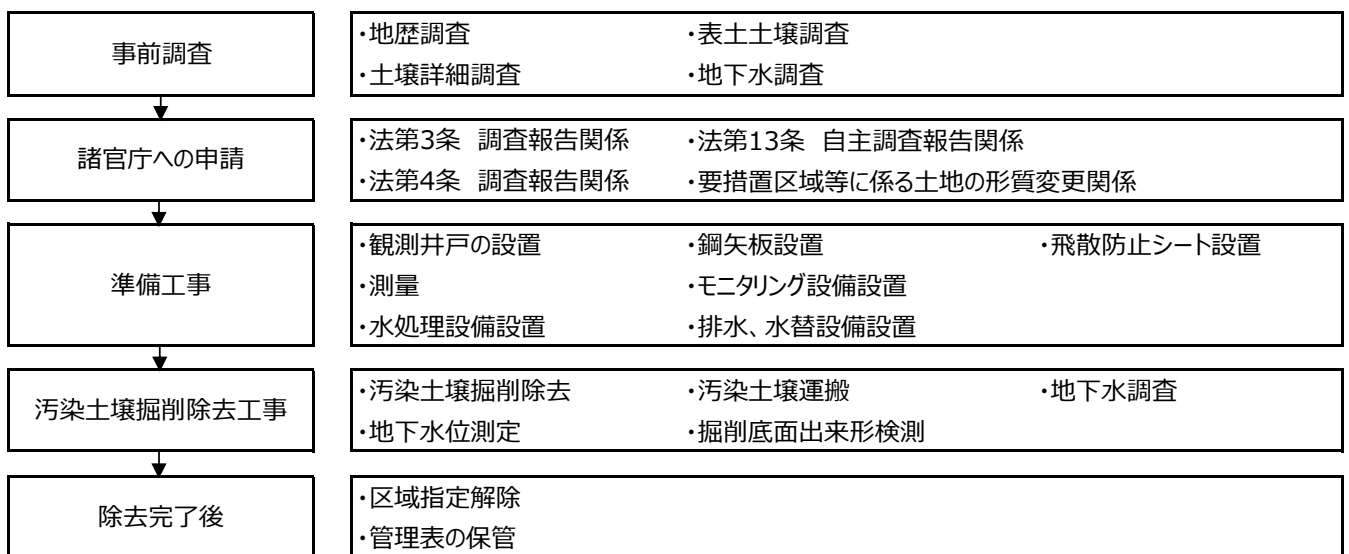 事前調査
・地歴調査 ・表土土壌調査
・土壌詳細調査 ・地下水調査
諸官庁への申請
・法第3条 調査報告関係 ・法第13条 自主調査報告関係
・法第4条 調査報告関係 ・要措置区域等に係る土地の形質変更関係
準備工事
・観測井戸の設置 ・鋼矢板設置 ・飛散防止シート設置
・測量 ・モニタリング設備設置
・水処理設備設置 ・排水、水替設備設置
汚染土壌掘削除去工事
・汚染土壌掘削除去 ・汚染土壌運搬 ・地下水調査
・地下水位測定 ・掘削底面出来形検測
除去完了後
・区域指定解除
・管理表の保管